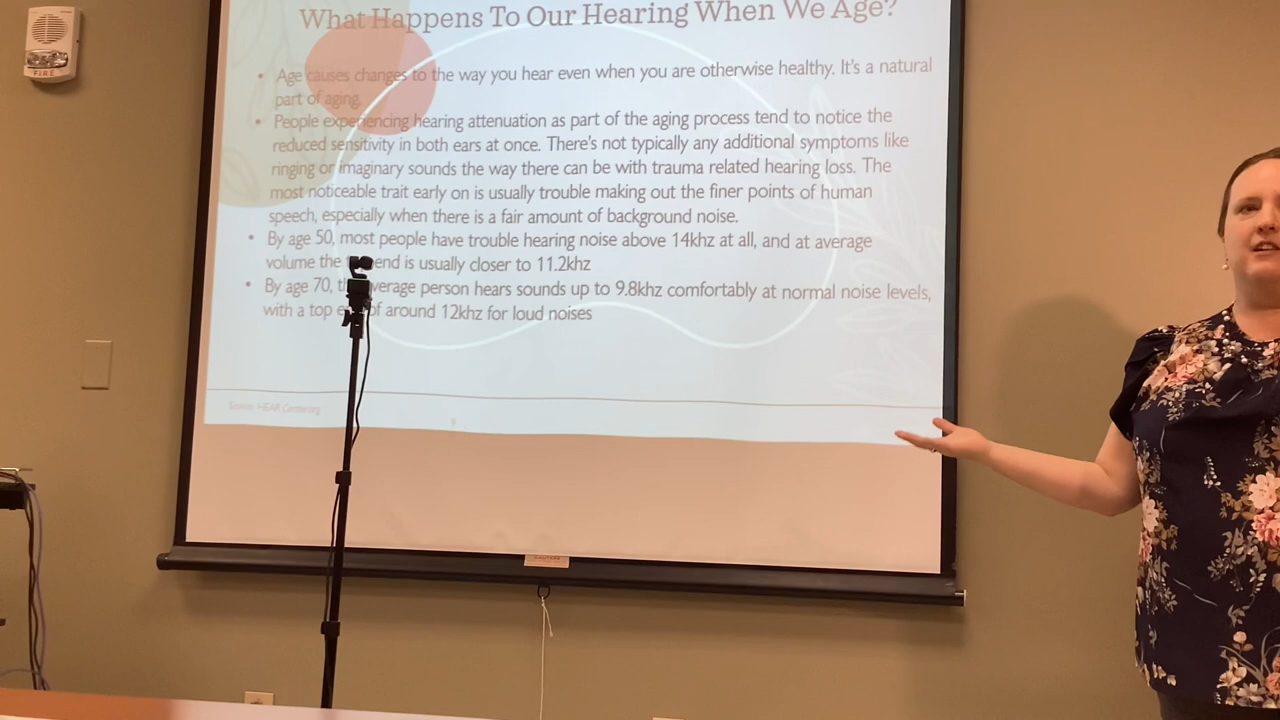 FIRE
What Happens To Our Hearing When We Age?
• Age causes changes to the way you hear even when you are otherwise healthy. It's a natural
part of aging.
• People experiencing hearing attenuation as part of the aging process tend to notice the
reduced sensitivity in both ears at once. There's not typically any additional symptoms like
ringing or imaginary sounds the way there can be with trauma related hearing loss. The
most noticeable trait early on is usually trouble making out the finer points of human
speech, especially when there is a fair amount of background noise.
• By age 50, most people have trouble hearing noise above 14khz at all, and at average
volume the end is usually closer to 11.2khz
• By age 70, average person hears sounds up to 9.8khz comfortably at normal noise levels,
with a top of around 12khz for loud noises
Source: HEAR Center.org